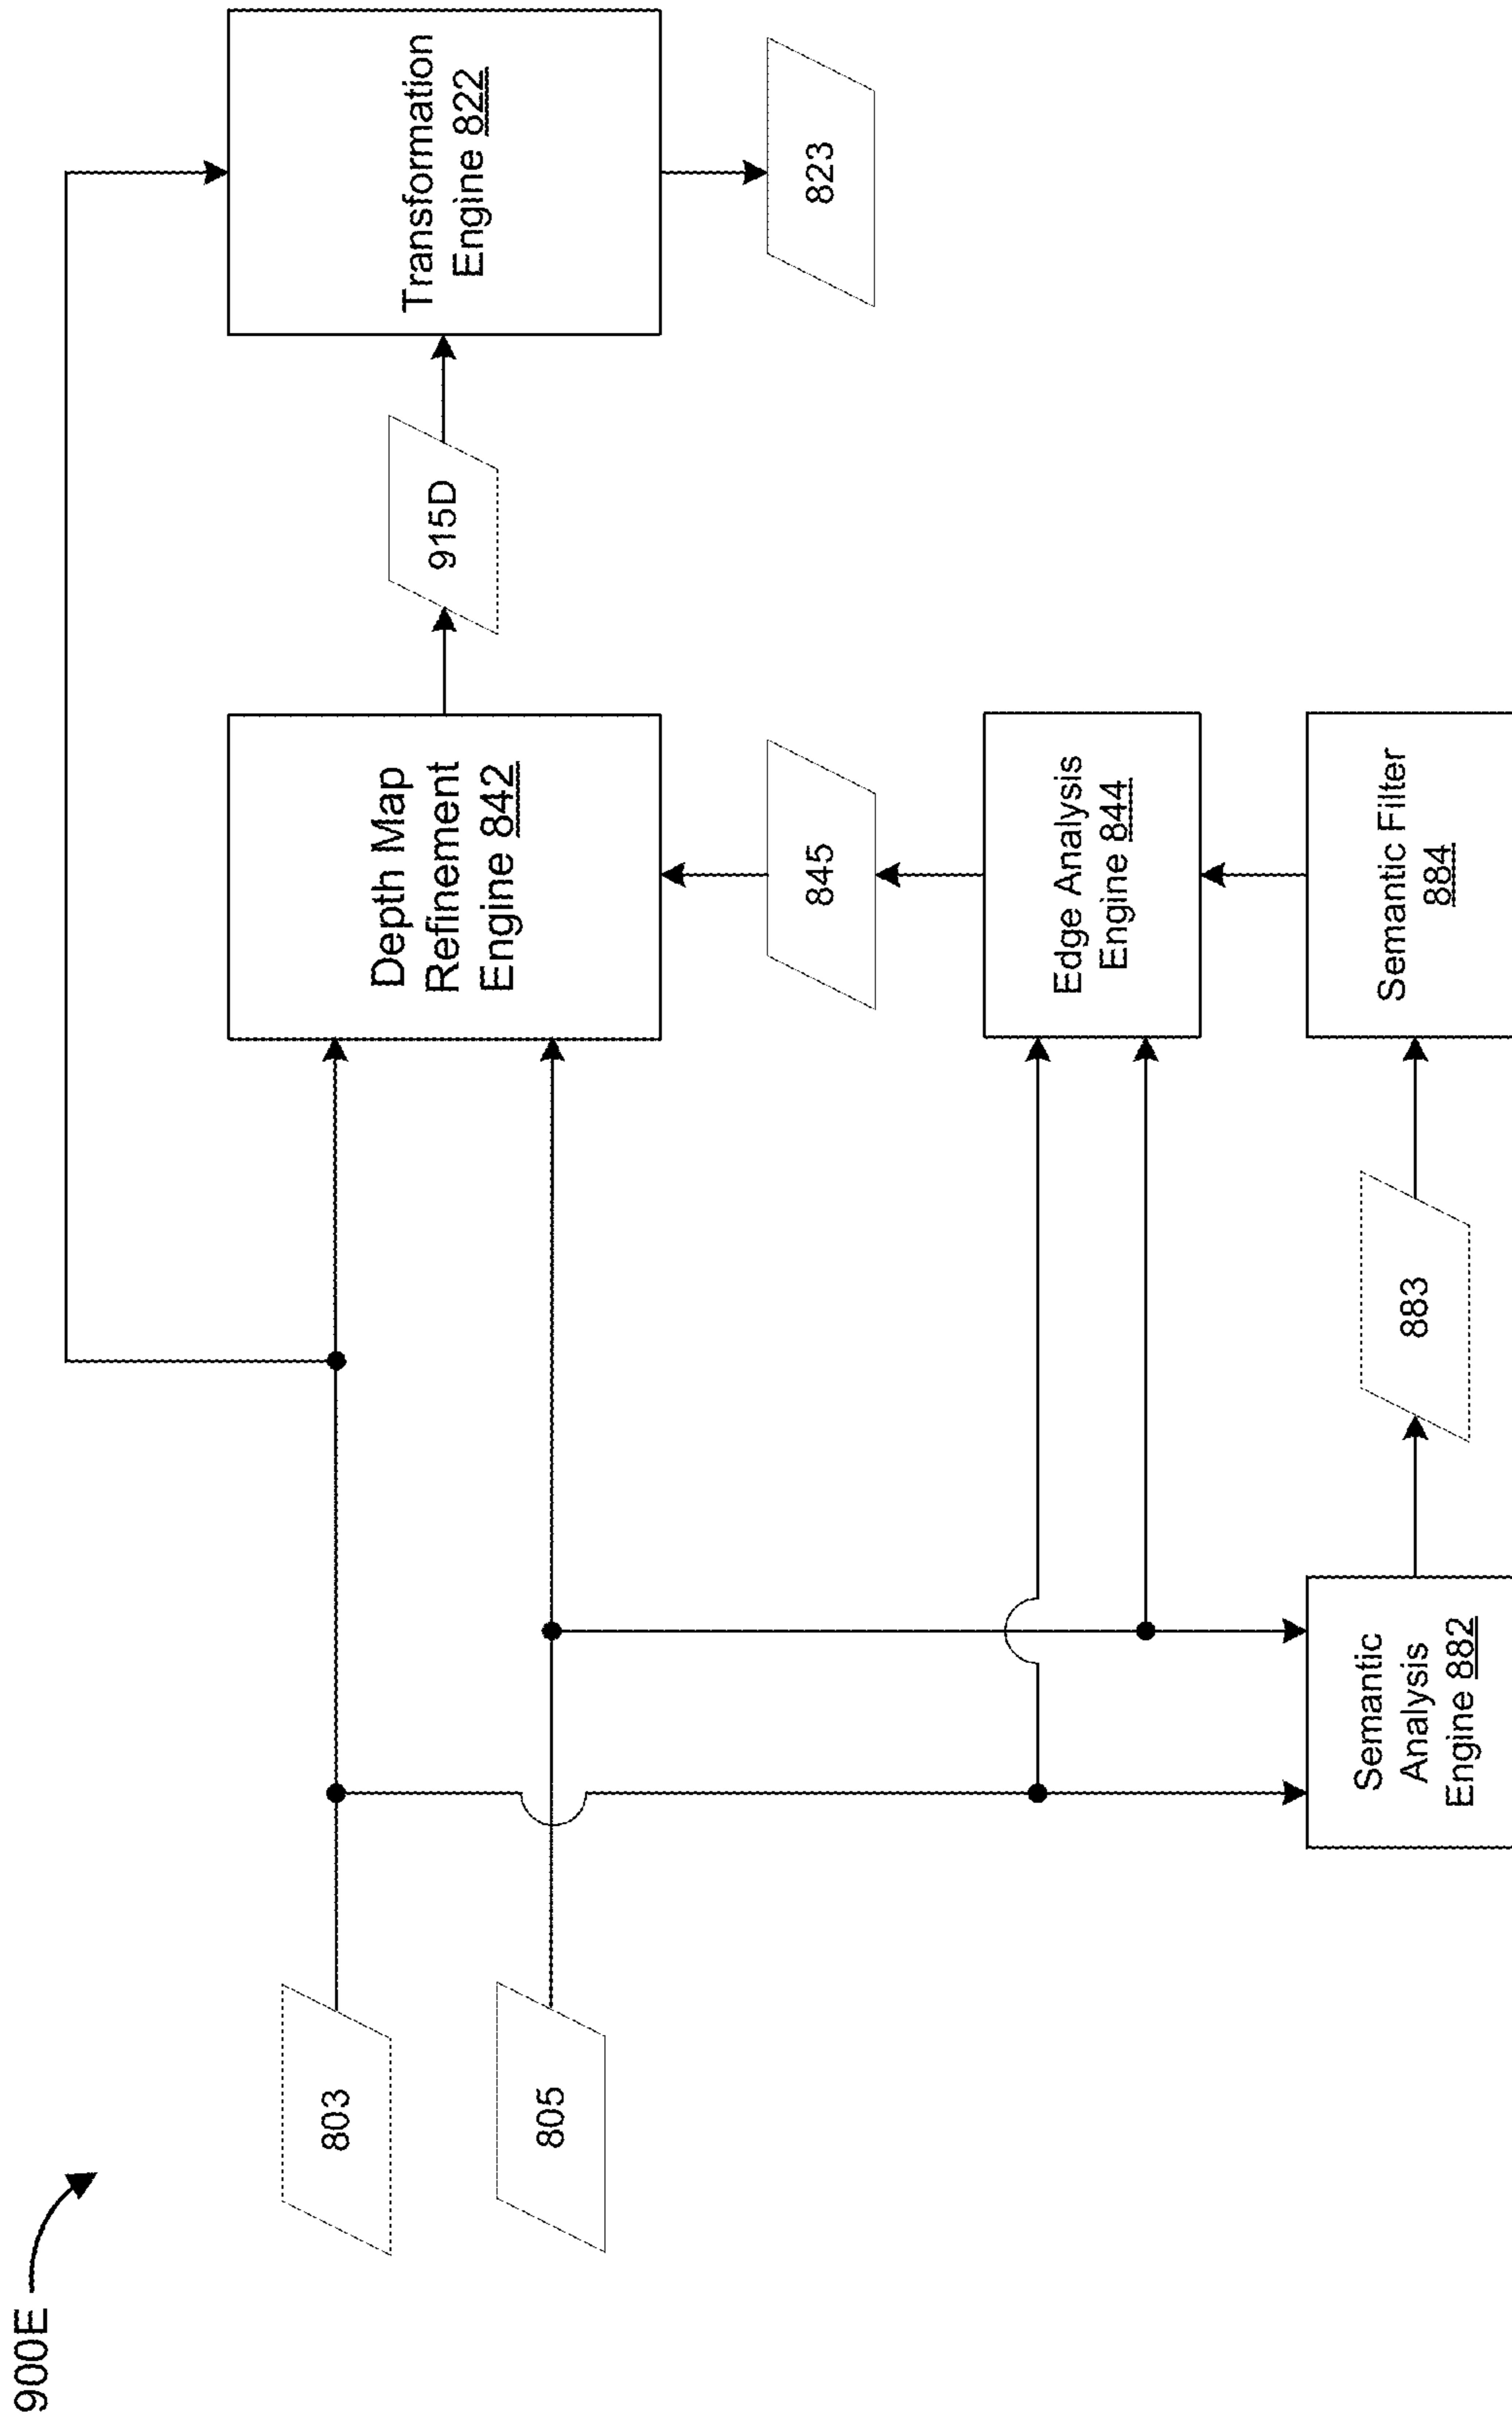 900E
803
805
Depth Map
Refinement
Engine 842
915D
Transformation
Engine 822
823
845
Edge Analysis
Engine 844
Semantic
Analysis
Engine 882
883
Semantic Filter
884